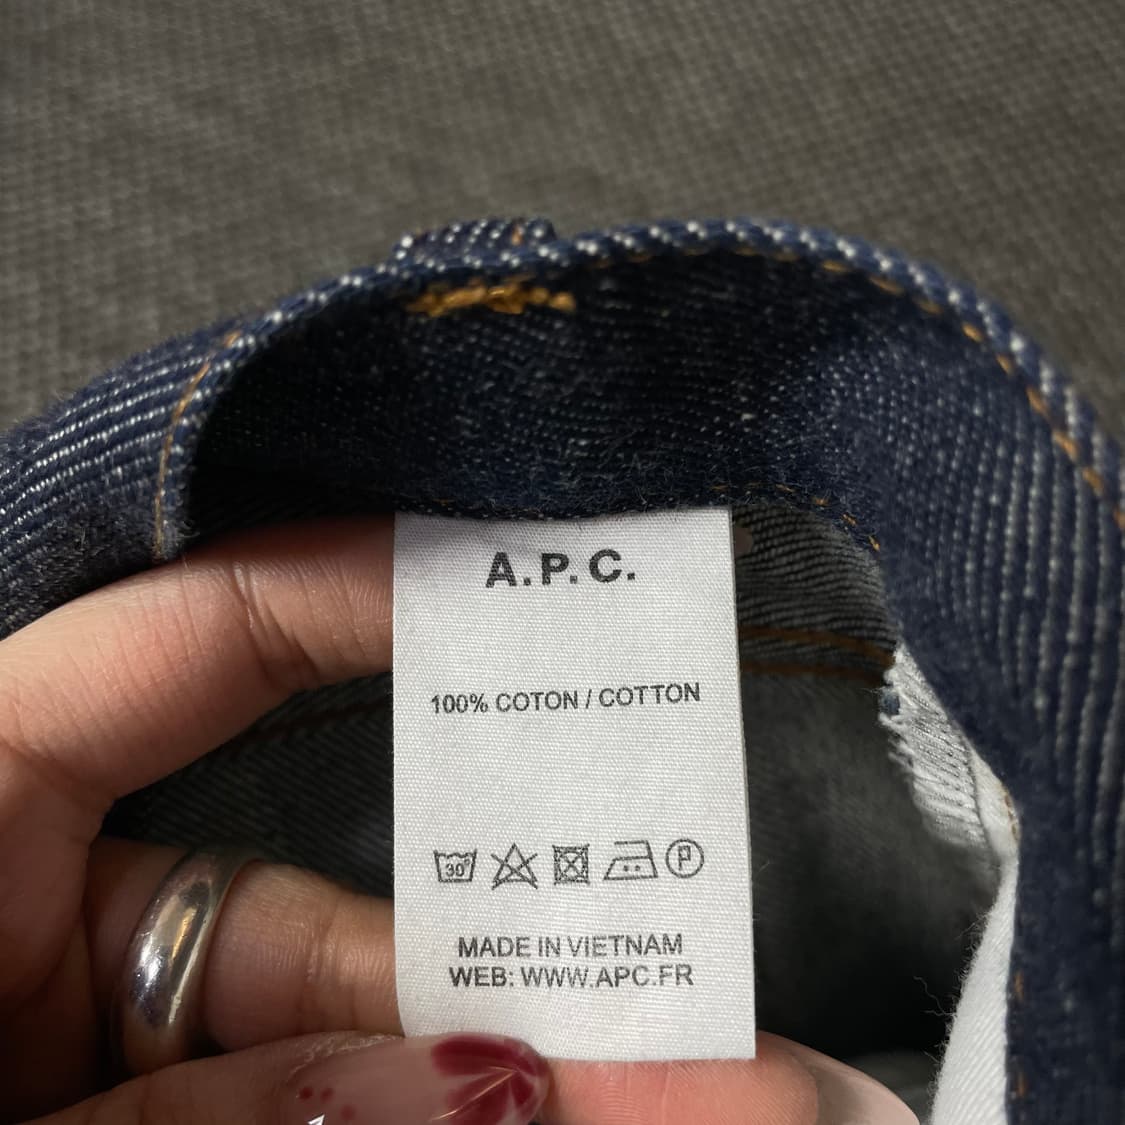 A.P.C.
100% COTON / COTTON
30° P
MADE IN VIETNAM
WEB: WWW.APC.FR